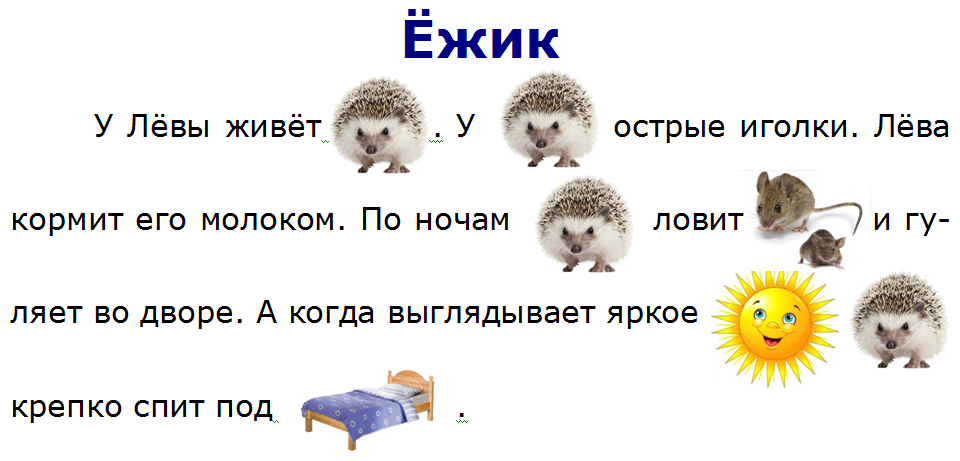 Ёжик
У Лёвы живёт . У острые иголки. Лёва
кормит его молоком. По ночам ловит и гу-
ляет во дворе. А когда выглядывает яркое
крепко спит под .